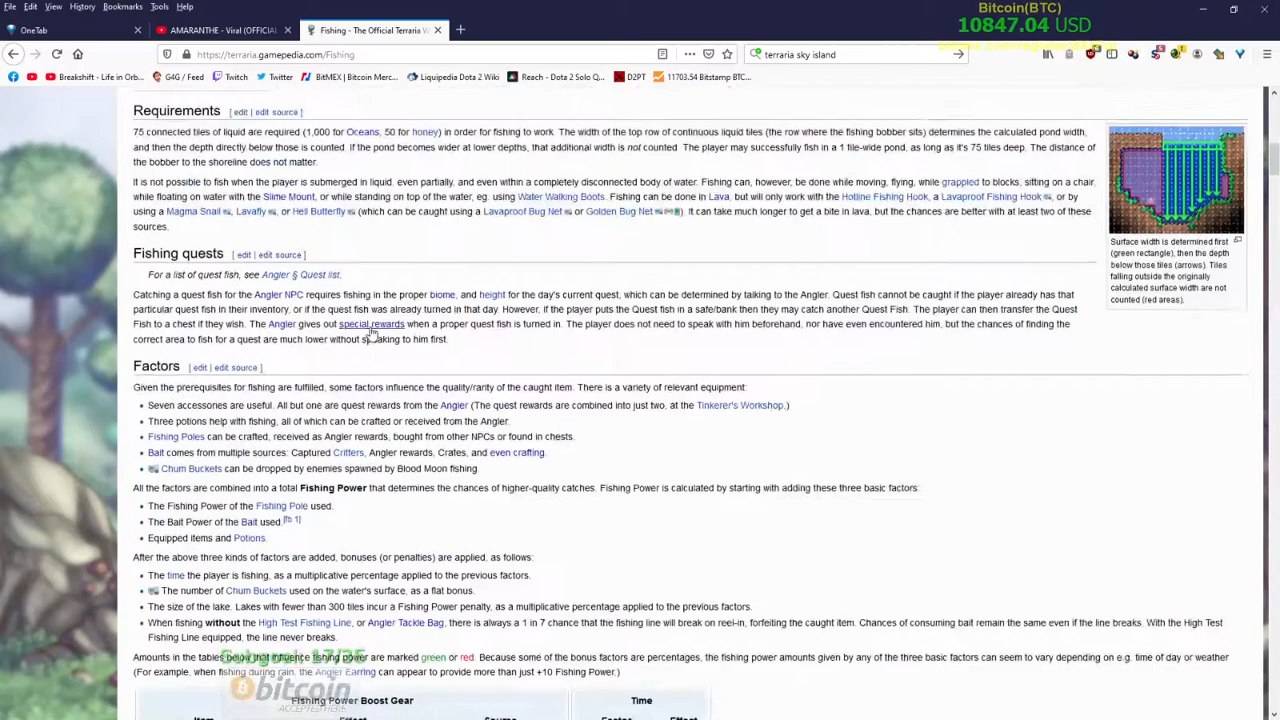 File Edit View History Bookmarks Tools Help
Bitcoin(BTC)
10847.04 USD
OneTab
AMARANTHE - Viral (OFFICIAL
Fishing - The Official Terraria W
https://terraria.gamepedia.com/Fishing
terraria sky island
Breakshift - Life in Orb...
G4G / Feed
Twitch
BitMEX | Bitcoin Merc...
Liquipedia Dota 2 Wiki
Reach - Dota 2 Solo Q...
D2PT
11703.54 Bitstamp BTC...
Requirements [ edit | edit source ]
75 connected tiles of liquid are required (1,000 for Oceans, 50 for honey) in order for fishing to work. The width of the top row of continuous liquid tiles (the row where the fishing bobber sits) determines the calculated pond width,
and then the depth directly below those is counted. If the pond becomes wider at lower depths, that additional width is not counted. The player may successfully fish in a 1 tile-wide pond, as long as it's 75 tiles deep. The distance of
the bobber to the shoreline does not matter.
It is not possible to fish when the player is submerged in liquid, even partially, and even within a completely disconnected body of water. Fishing can, however, be done while moving, flying, while grappled to blocks, sitting on a chair,
while floating on water with the Slime Mount, or while standing on top of the water, eg. using Water Walking Boots. Fishing can be done in Lava, but will only work with the Hotline Fishing Hook, a Lavaproof Fishing Hook, or by
using a Magma Snail, Lavafly, or Hell Butterfly (which can be caught using a Lavaproof Bug Net or Golden Bug Net). It can take much longer to get a bite in lava, but the chances are better with at least two of these
sources.
Surface width is determined first
(green rectangle), then the depth
below those tiles (arrows). Tiles
falling outside the originally
calculated surface width are not
counted (red areas).
Fishing quests [ edit | edit source ]
For a list of quest fish, see Angler § Quest list.
Catching a quest fish for the Angler NPC requires fishing in the proper biome, and height for the day's current quest, which can be determined by talking to the Angler. Quest fish cannot be caught if the player already has that
particular quest fish in their inventory, or if the quest fish was already turned in that day. However, if the player puts the Quest fish in a safe/bank then they may catch another Quest Fish. The player can then transfer the Quest
Fish to a chest if they wish. The Angler gives out special rewards when a proper quest fish is turned in. The player does not need to speak with him beforehand, nor have even encountered him, but the chances of finding the
correct area to fish for a quest are much lower without speaking to him first.
Factors [ edit | edit source ]
Given the prerequisites for fishing are fulfilled, some factors influence the quality/rarity of the caught item. There is a variety of relevant equipment:
• Seven accessories are useful. All but one are quest rewards from the Angler (The quest rewards are combined into just two, at the Tinkerer's Workshop.)
• Three potions help with fishing, all of which can be crafted or received from the Angler.
• Fishing Poles can be crafted, received as Angler rewards, bought from other NPCs or found in chests.
• Bait comes from multiple sources: Captured Critters, Angler rewards, Crates, and even crafting.
• Chum Buckets can be dropped by enemies spawned by Blood Moon fishing.
All the factors are combined into a total Fishing Power that determines the chances of higher-quality catches. Fishing Power is calculated by starting with adding these three basic factors:
• The Fishing Power of the Fishing Pole used.
• The Bait Power of the Bait used.[fb 1]
• Equipped items and Potions.
After the above three kinds of factors are added, bonuses (or penalties) are applied, as follows:
• The time the player is fishing, as a multiplicative percentage applied to the previous factors.
• The number of Chum Buckets used on the water's surface, as a flat bonus.
• The size of the lake. Lakes with fewer than 300 tiles incur a Fishing Power penalty, as a multiplicative percentage applied to the previous factors.
• When fishing without the High Test Fishing Line, or Angler Tackle Bag, there is always a 1 in 7 chance that the fishing line will break on reel-in, forfeiting the caught item. Chances of consuming bait remain the same even if the line breaks. With the High Test
Fishing Line equipped, the line never breaks.
Subgoal: 17/35
Amounts in the tables below that influence fishing power are marked green or red. Because some of the bonus factors are percentages, the fishing power amounts given by any of the three basic factors can seem to vary depending on e.g. time of day or weather
(For example, when fishing during rain, the Angler Earring can appear to provide more than just +10 Fishing Power.)
bitcoin
ACCEPTED HERE
Fishing Power Boost Gear
Time
Item Effect Source
Factor Effect